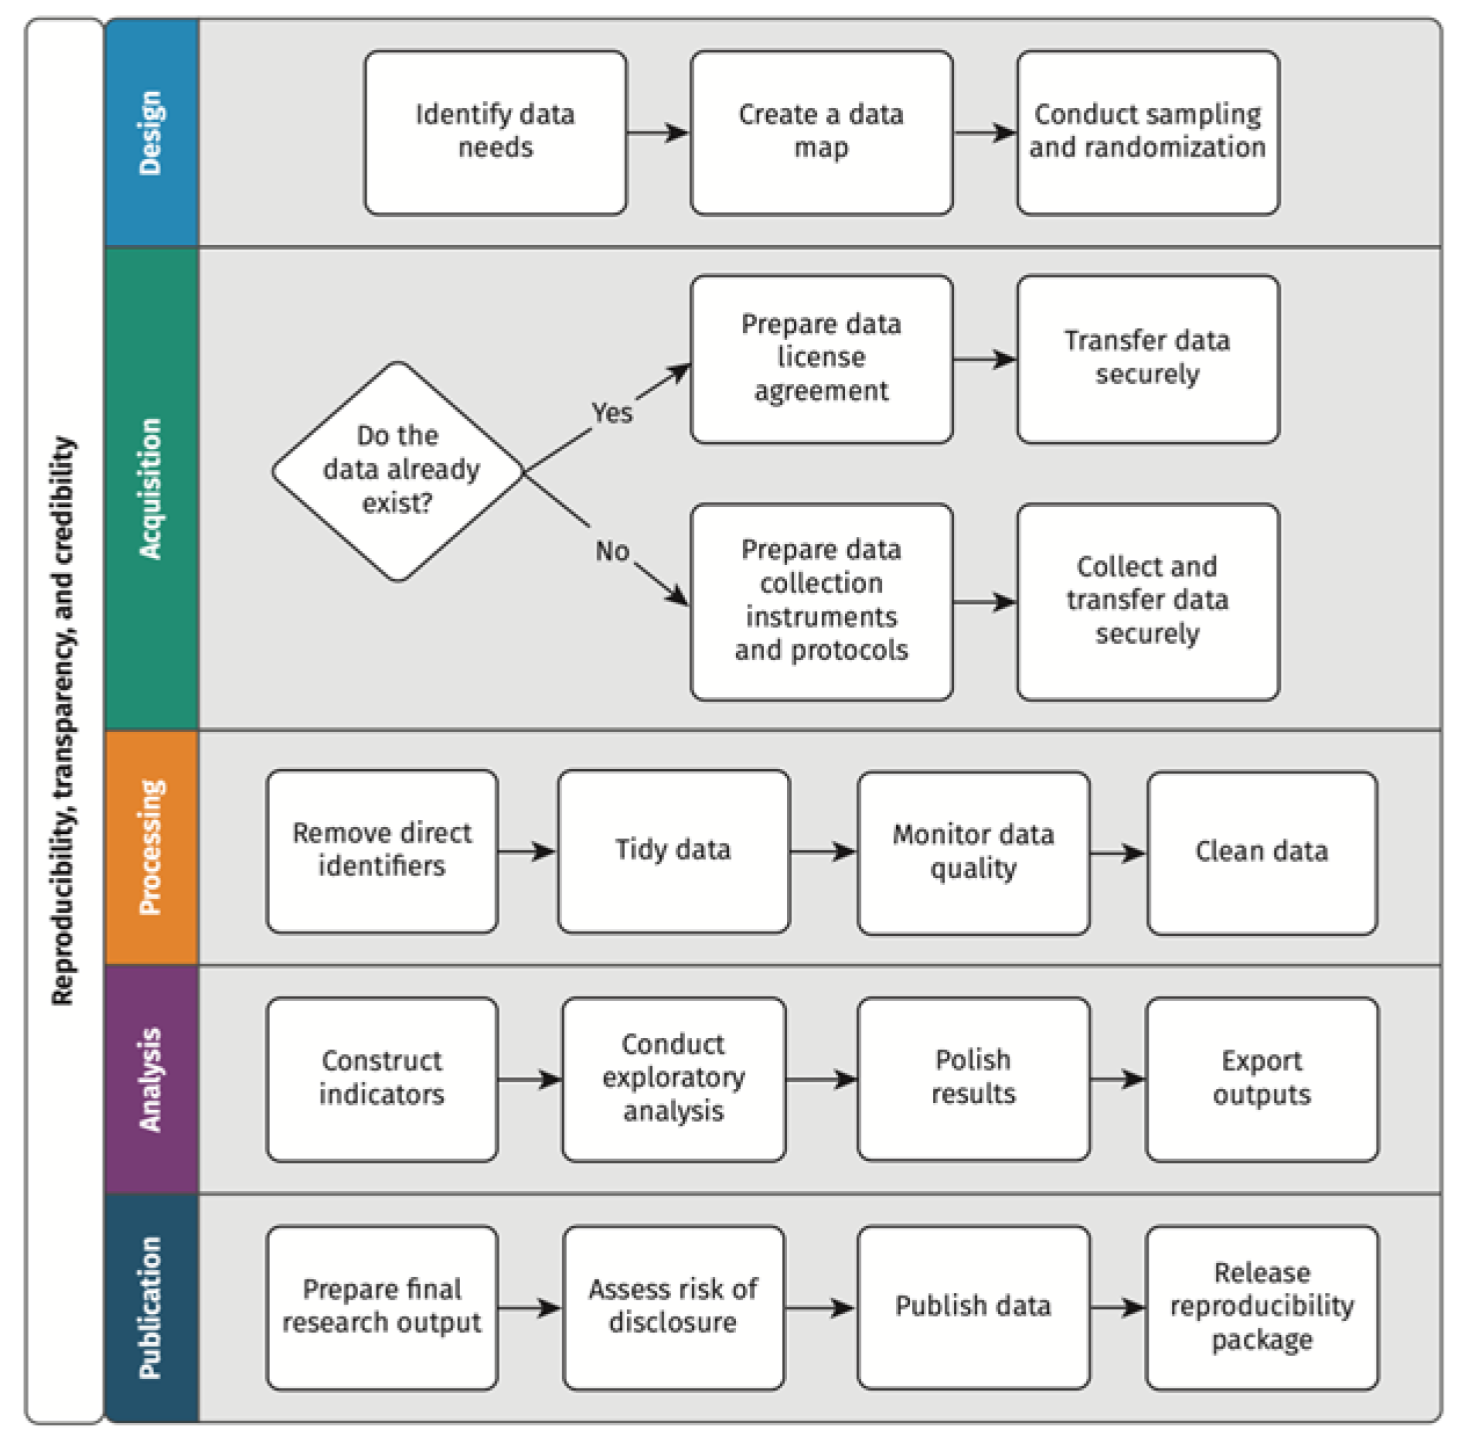 Reproducibility, transparency, and credibility
Design
Identify data
needs
Create a data
map
Conduct sampling
and randomization
Acquisition
Do the
data already
exist?
Yes
Prepare data
license
agreement
Transfer data
securely
No
Prepare data
collection
instruments
and protocols
Collect and
transfer data
securely
Processing
Remove direct
identifiers
Tidy data
Monitor data
quality
Clean data
Analysis
Construct
indicators
Conduct
exploratory
analysis
Polish
results
Export
outputs
Publication
Prepare final
research output
Assess risk of
disclosure
Publish data
Release
reproducibility
package